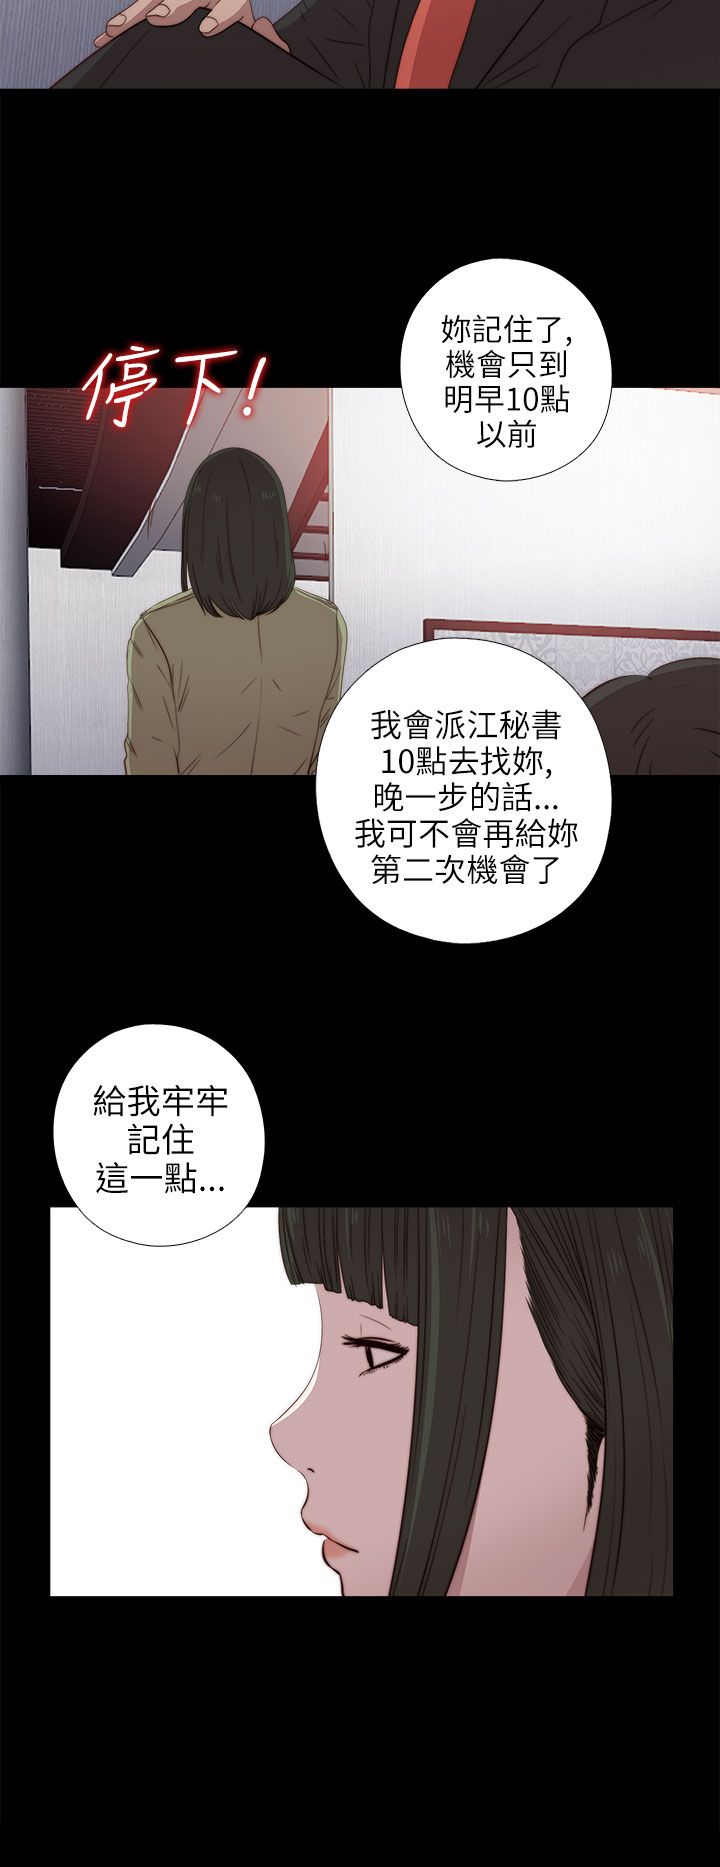 停下!
妳記住了,
機會只到
明早10點
以前
我會派江秘書
10點去找妳,
晚一步的話...
我可不會再給妳
第二次機會了
給我牢牢
記住
這一點...